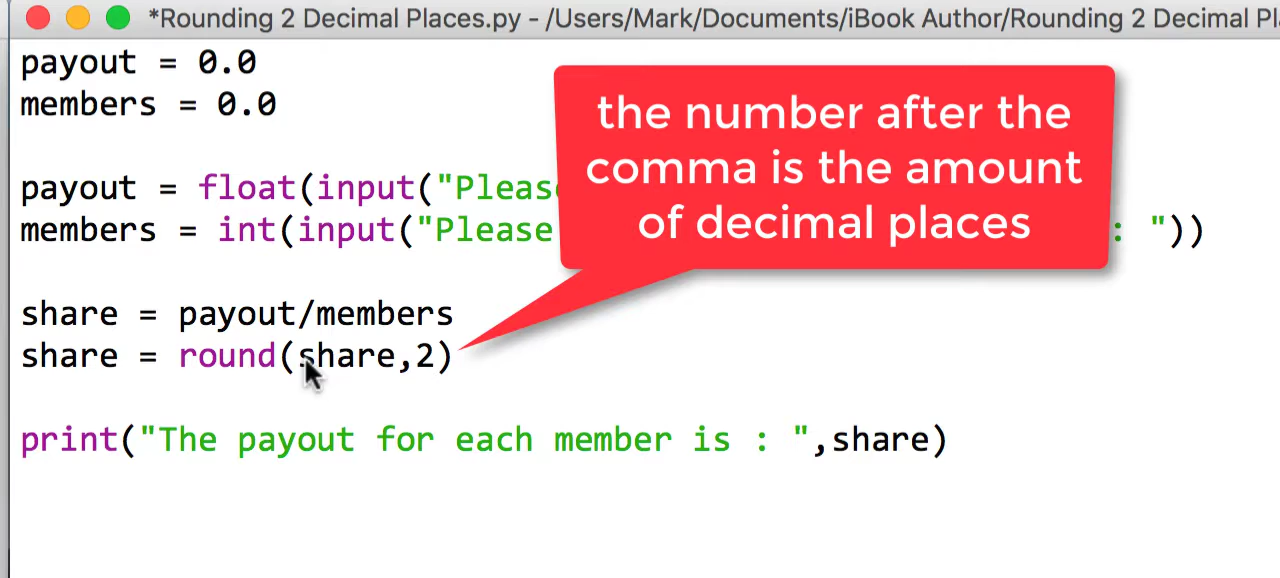 *Rounding 2 Decimal Places.py - /Users/Mark/Documents/iBook Author/Rounding 2 Decimal
payout = 0.0
members = 0.0
the number after the
comma is the amount
of decimal places
payout = float(input("Pleas
members = int(input("Please : "))
share = payout/members
share = round(share,2)
print("The payout for each member is : ",share)